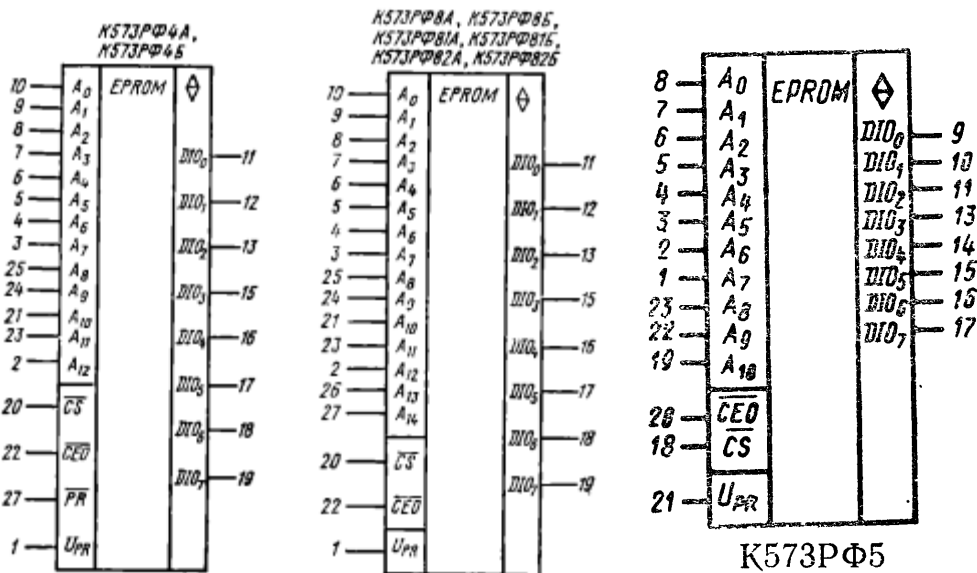 К573РФ4А,
К573РФ4Б
10 A0 EPROM
9 A1
8 A2
7 A3 DIO0 11
6 A4
5 A5 DIO1 12
4 A6
3 A7 DIO2 13
25 A8
24 A9 DIO3 15
21 A10
23 A11 DIO4 16
2 A12
DIO5 17
20 CS
DIO6 18
22 CEO
DIO7 19
27 PR
1 UPR
К573РФ8А, К573РФ8Б,
К573РФ81А, К573РФ81Б,
К573РФ82А, К573РФ82Б
10 A0 EPROM
9 A1
8 A2
7 A3 DIO0 11
6 A4
5 A5 DIO1 12
4 A6
3 A7 DIO2 13
25 A8
24 A9 DIO3 15
21 A10
23 A11 DIO4 16
2 A12
26 A13 DIO5 17
27 A14
DIO6 18
20 CS
DIO7 19
22 CEO
1 UPR
8 A0 EPROM
7 A1 DIO0 9
6 A2 DIO1 10
5 A3 DIO2 11
4 A4 DIO3 13
3 A5 DIO4 14
2 A6 DIO5 15
1 A7 DIO6 16
23 A8 DIO7 17
22 A9
19 A10
20 CEO
18 CS
21 UPR
К573РФ5